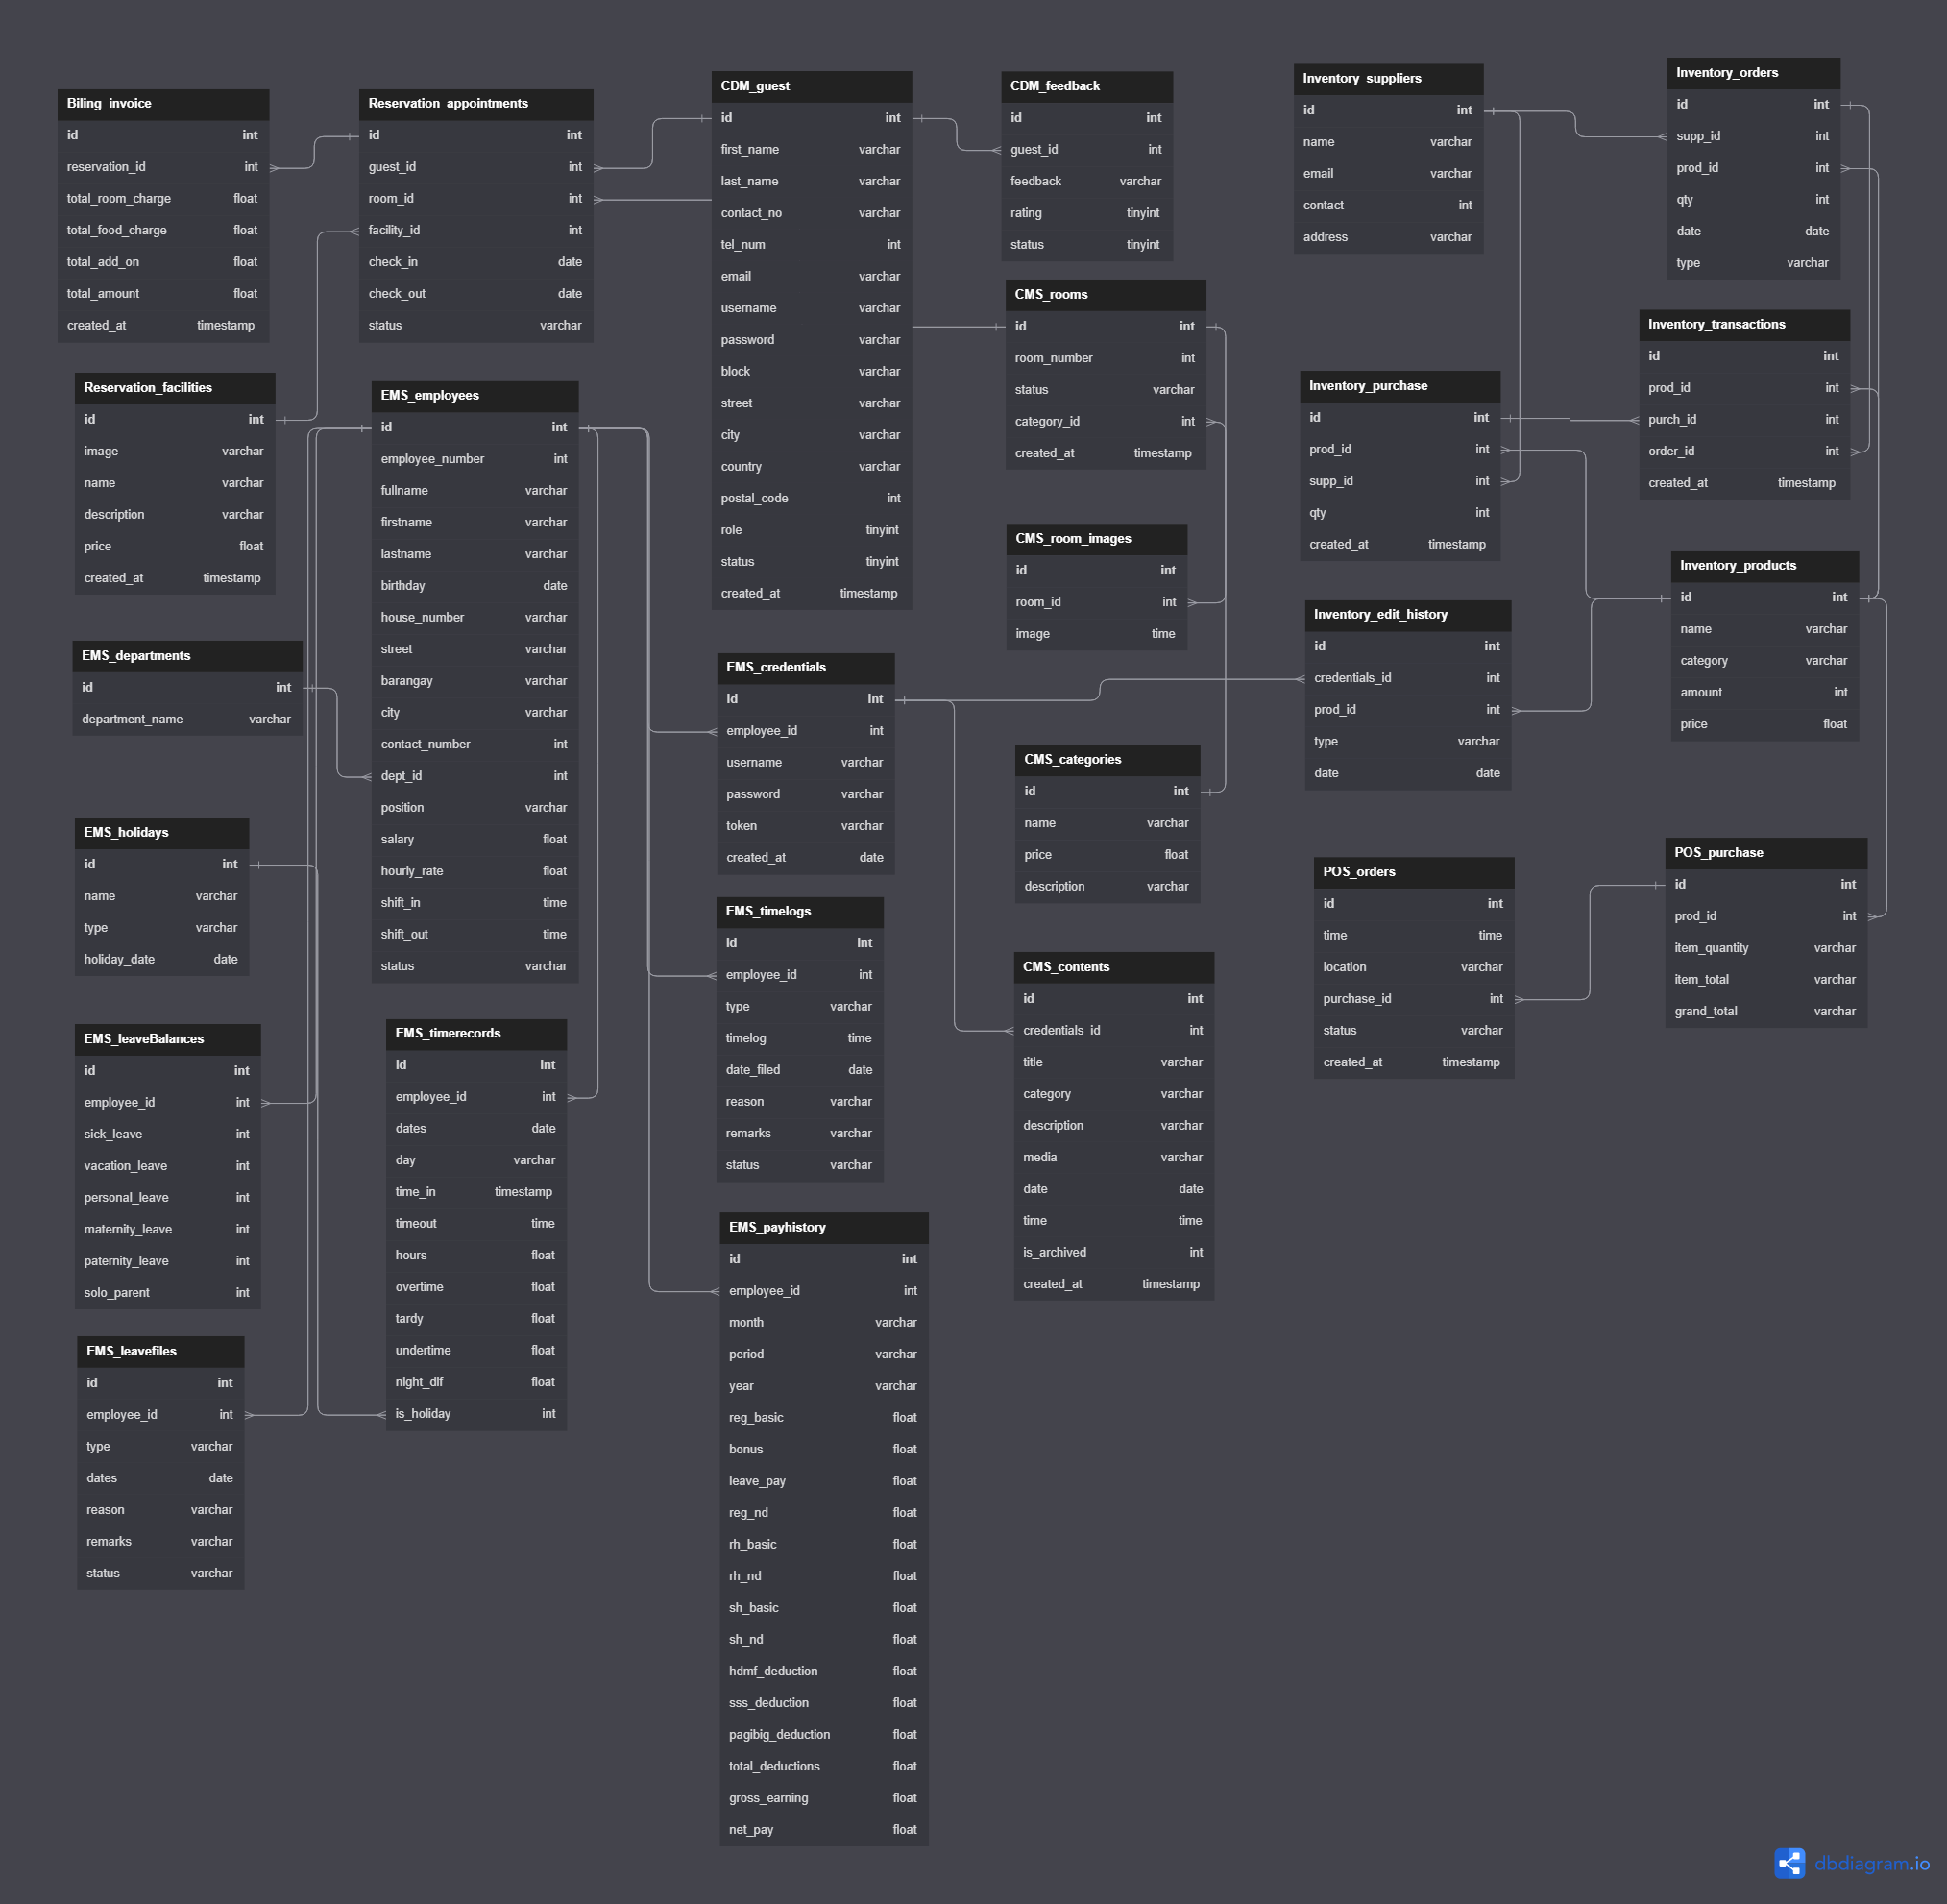 Biling_invoice
id int
reservation_id int
total_room_charge float
total_food_charge float
total_add_on float
total_amount float
created_at timestamp
Reservation_appointments
id int
guest_id int
room_id int
facility_id int
check_in date
check_out date
status varchar
CDM_guest
id int
first_name varchar
last_name varchar
contact_no varchar
tel_num int
email varchar
username varchar
password varchar
block varchar
street varchar
city varchar
country varchar
postal_code int
role tinyint
status tinyint
created_at timestamp
CDM_feedback
id int
guest_id int
feedback varchar
rating tinyint
status tinyint
Inventory_suppliers
id int
name varchar
email varchar
contact int
address varchar
Inventory_orders
id int
supp_id int
prod_id int
qty int
date date
type varchar
CMS_rooms
id int
room_number int
status varchar
category_id int
created_at timestamp
Inventory_transactions
id int
prod_id int
purch_id int
order_id int
created_at timestamp
Reservation_facilities
id int
image varchar
name varchar
description varchar
price float
created_at timestamp
EMS_employees
id int
employee_number int
fullname varchar
firstname varchar
lastname varchar
birthday date
house_number varchar
street varchar
barangay varchar
city varchar
contact_number int
dept_id int
position varchar
salary float
hourly_rate float
shift_in time
shift_out time
status varchar
Inventory_purchase
id int
prod_id int
supp_id int
qty int
created_at timestamp
CMS_room_images
id int
room_id int
image time
Inventory_products
id int
name varchar
category varchar
amount int
price float
Inventory_edit_history
id int
credentials_id int
prod_id int
type varchar
date date
EMS_departments
id int
department_name varchar
EMS_credentials
id int
employee_id int
username varchar
password varchar
token varchar
created_at date
CMS_categories
id int
name varchar
price float
description varchar
EMS_holidays
id int
name varchar
type varchar
holiday_date date
POS_orders
id int
time time
location varchar
purchase_id int
status varchar
created_at timestamp
POS_purchase
id int
prod_id int
item_quantity varchar
item_total varchar
grand_total varchar
EMS_timelogs
id int
employee_id int
type varchar
timelog time
date_filed date
reason varchar
remarks varchar
status varchar
CMS_contents
id int
credentials_id int
title varchar
category varchar
description varchar
media varchar
date date
time time
is_archived int
created_at timestamp
EMS_leaveBalances
id int
employee_id int
sick_leave int
vacation_leave int
personal_leave int
maternity_leave int
paternity_leave int
solo_parent int
EMS_timerecords
id int
employee_id int
dates date
day varchar
time_in timestamp
timeout time
hours float
overtime float
tardy float
undertime float
night_dif float
is_holiday int
EMS_payhistory
id int
employee_id int
month varchar
period varchar
year varchar
reg_basic float
bonus float
leave_pay float
reg_nd float
rh_basic float
rh_nd float
sh_basic float
sh_nd float
hdmf_deduction float
sss_deduction float
pagibig_deduction float
total_deductions float
gross_earning float
net_pay float
EMS_leavefiles
id int
employee_id int
type varchar
dates date
reason varchar
remarks varchar
status varchar
dbdiagram.io